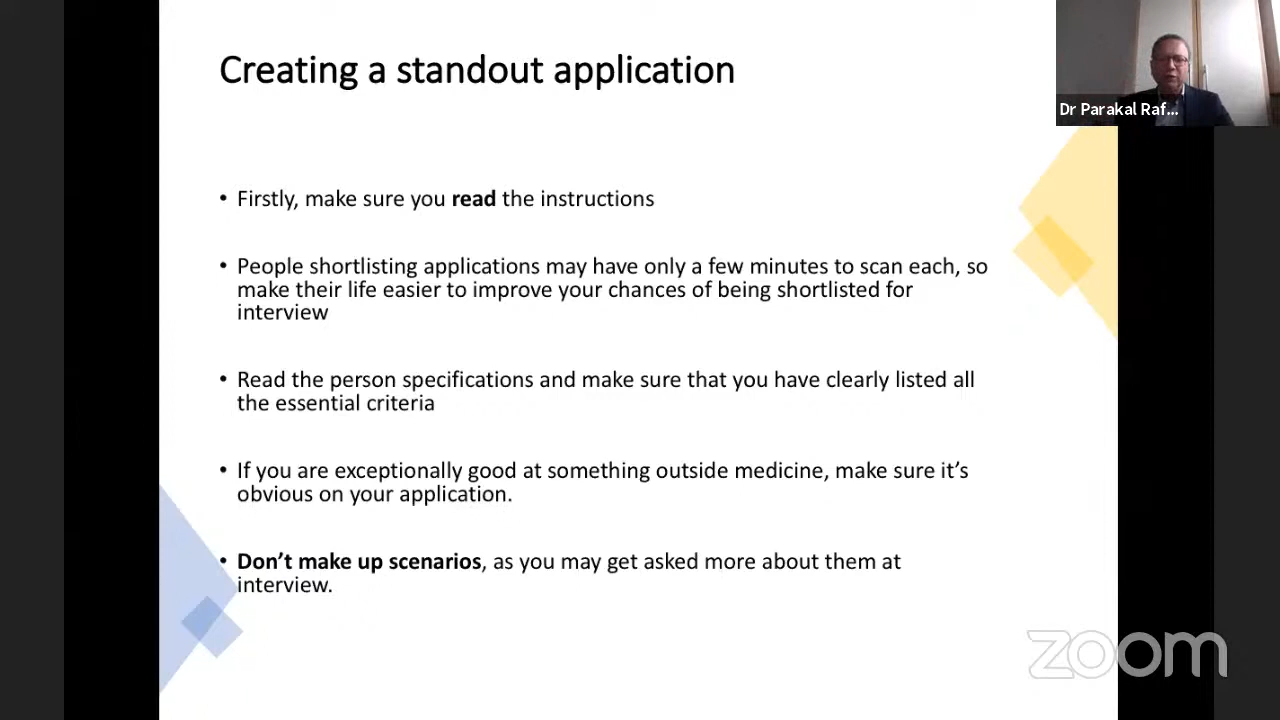 Creating a standout application
Dr Parakal Raf...
• Firstly, make sure you read the instructions
• People shortlisting applications may have only a few minutes to scan each, so
make their life easier to improve your chances of being shortlisted for
interview
• Read the person specifications and make sure that you have clearly listed all
the essential criteria
• If you are exceptionally good at something outside medicine, make sure it's
obvious on your application.
• Don't make up scenarios, as you may get asked more about them at
interview.
zoom